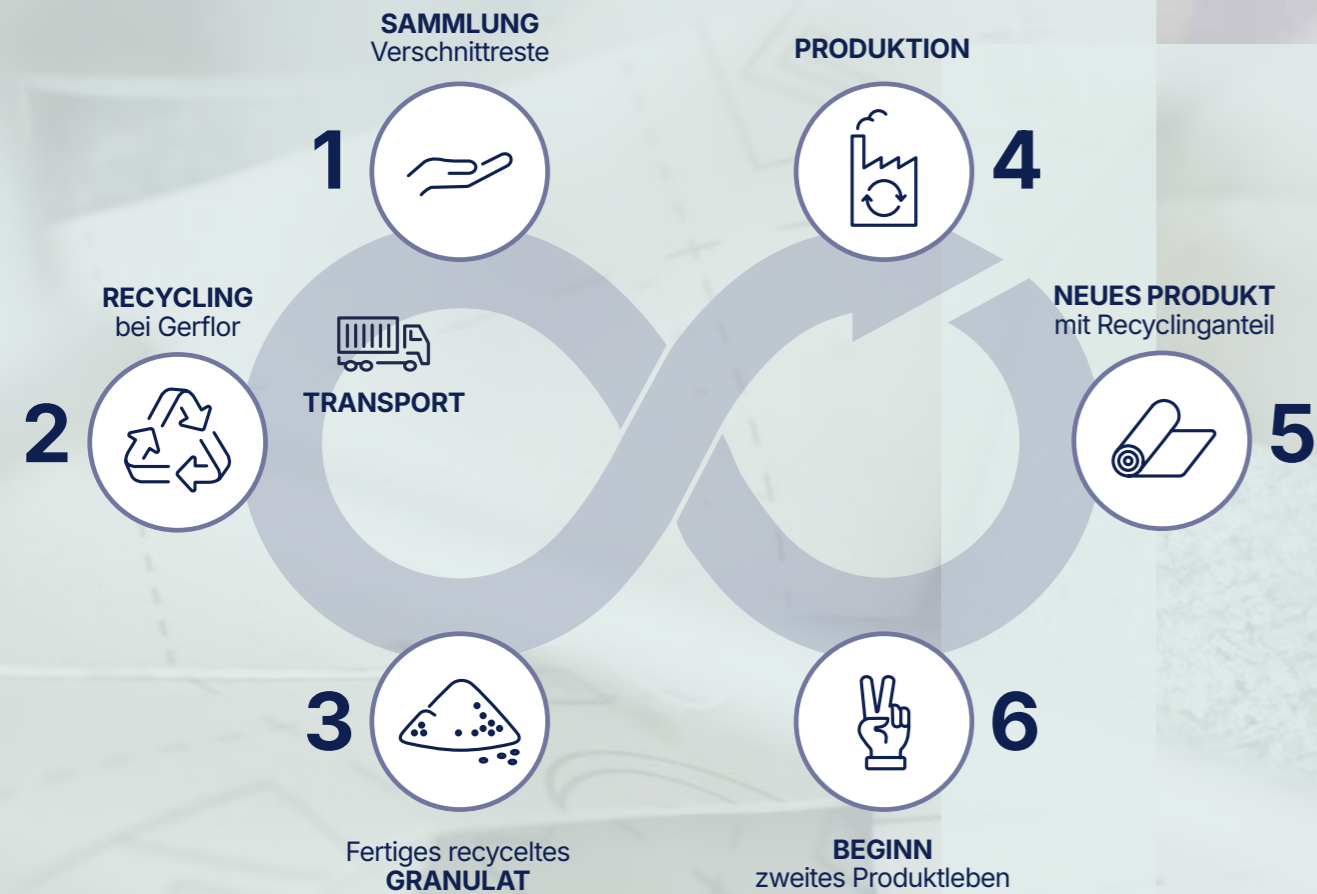 SAMMLUNG
Verschnittreste
1
RECYCLING
bei Gerflor
2
TRANSPORT
3
Fertiges recyceltes
GRANULAT
PRODUKTION
4
NEUES PRODUKT
mit Recyclinganteil
5
6
BEGINN
zweites Produktleben